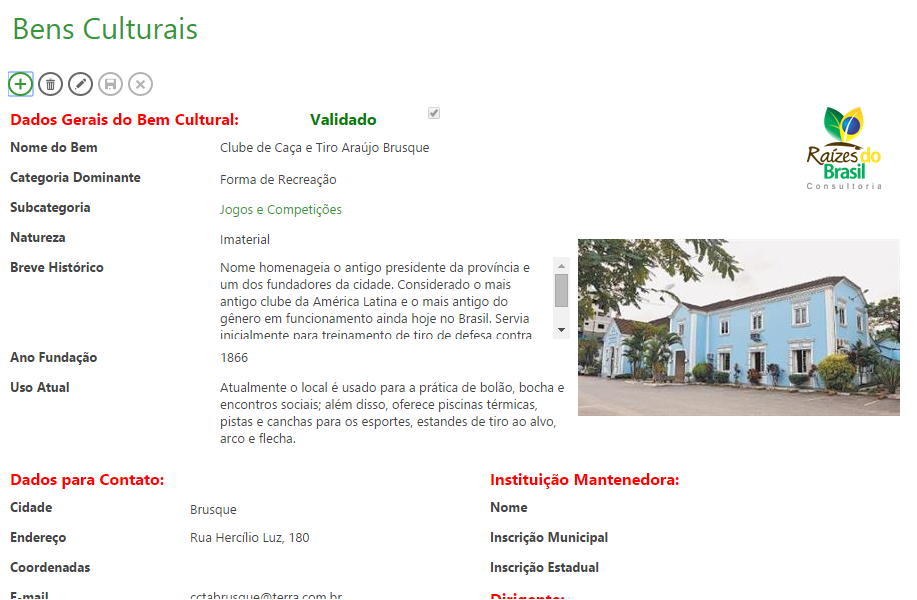 Bens Culturais
Dados Gerais do Bem Cultural:
Validado
Raízes do
Brasil
Consultoria
Nome do Bem
Clube de Caça e Tiro Araújo Brusque
Categoria Dominante
Forma de Recreação
Subcategoria
Jogos e Competições
Natureza
Imaterial
Breve Histórico
Nome homenageia o antigo presidente da província e
um dos fundadores da cidade. Considerado o mais
antigo clube da América Latina e o mais antigo do
gênero em funcionamento ainda hoje no Brasil. Servia
inicialmente para treinamento de tiro de defesa contra
Ano Fundação
1866
Uso Atual
Atualmente o local é usado para a prática de bolão, bocha e
encontros sociais; além disso, oferece piscinas térmicas,
pistas e canchas para os esportes, estandes de tiro ao alvo,
arco e flecha.
Dados para Contato:
Cidade
Brusque
Endereço
Rua Hercílio Luz, 180
Coordenadas
E-mail
cctabrusque@terra.com.br
Instituição Mantenedora:
Nome
Inscrição Municipal
Inscrição Estadual
Dirigente: